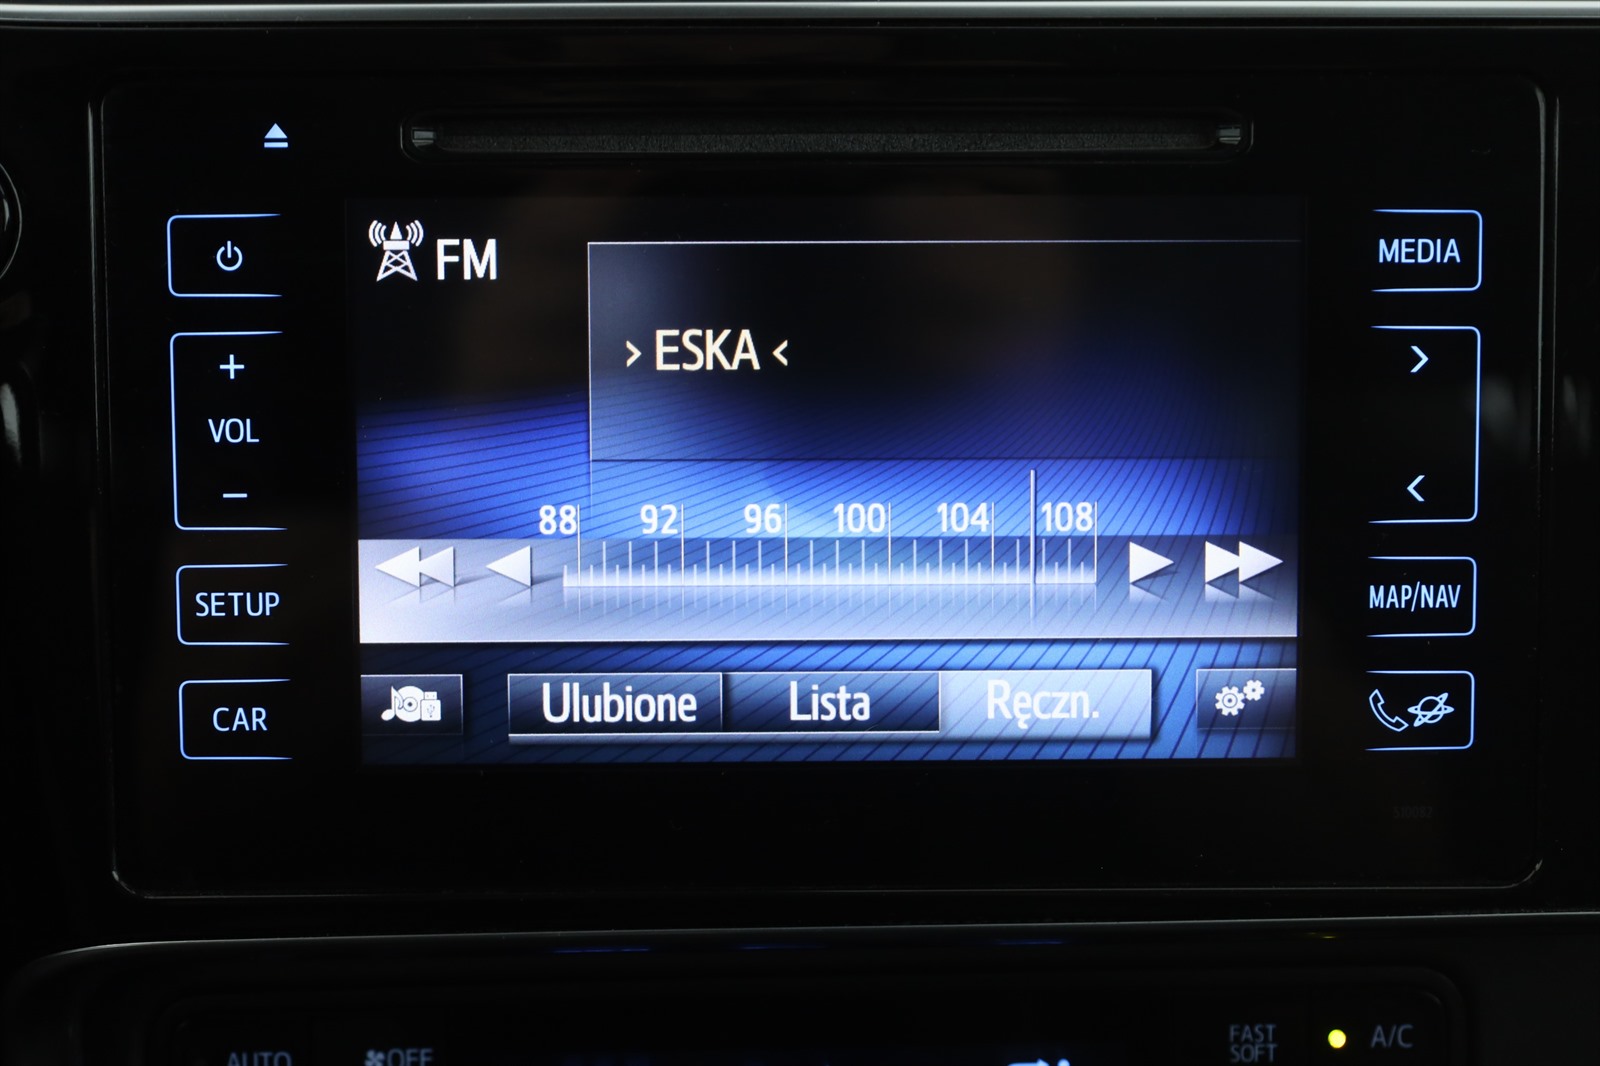 FM
MEDIA
> ESKA <
+
VOL
−
>
<
88 92 96 100 104 108
SETUP
MAP/NAV
Ulubione Lista Ręczn.
CAR
FAST
SOFT
A/C
AUTO
OFF